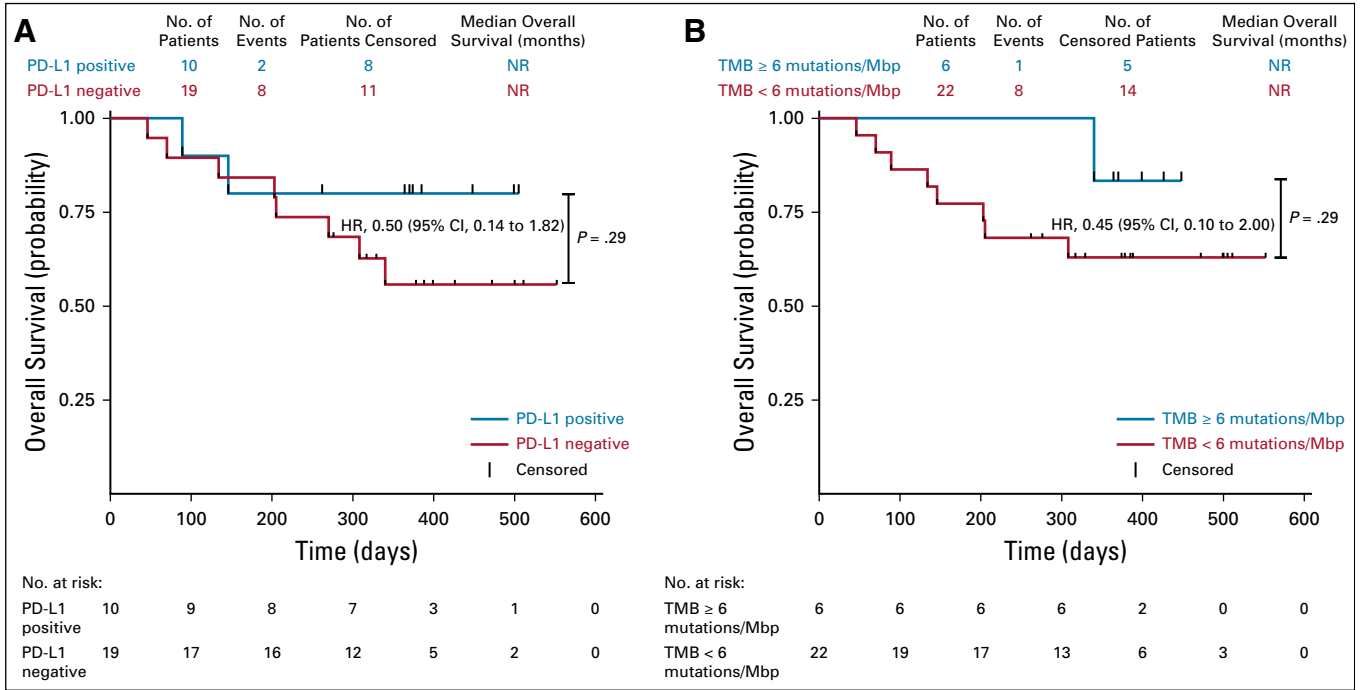 A
No. of Patients
No. of Events
No. of Patients Censored
Median Overall Survival (months)
PD-L1 positive 10 2 8 NR
PD-L1 negative 19 8 11 NR
1.00
0.75
0.50
0.25
Overall Survival (probability)
HR, 0.50 (95% CI, 0.14 to 1.82)
P = .29
PD-L1 positive
PD-L1 negative
Censored
0 100 200 300 400 500 600
Time (days)
No. at risk:
PD-L1 positive 10 9 8 7 3 1 0
PD-L1 negative 19 17 16 12 5 2 0
B
No. of Patients
No. of Events
No. of Censored Patients
Median Overall Survival (months)
TMB ≥ 6 mutations/Mbp 6 1 5 NR
TMB < 6 mutations/Mbp 22 8 14 NR
1.00
0.75
0.50
0.25
Overall Survival (probability)
HR, 0.45 (95% CI, 0.10 to 2.00)
P = .29
TMB ≥ 6 mutations/Mbp
TMB < 6 mutations/Mbp
Censored
0 100 200 300 400 500 600
Time (days)
No. at risk:
TMB ≥ 6 mutations/Mbp 6 6 6 6 2 0 0
TMB < 6 mutations/Mbp 22 19 17 13 6 3 0